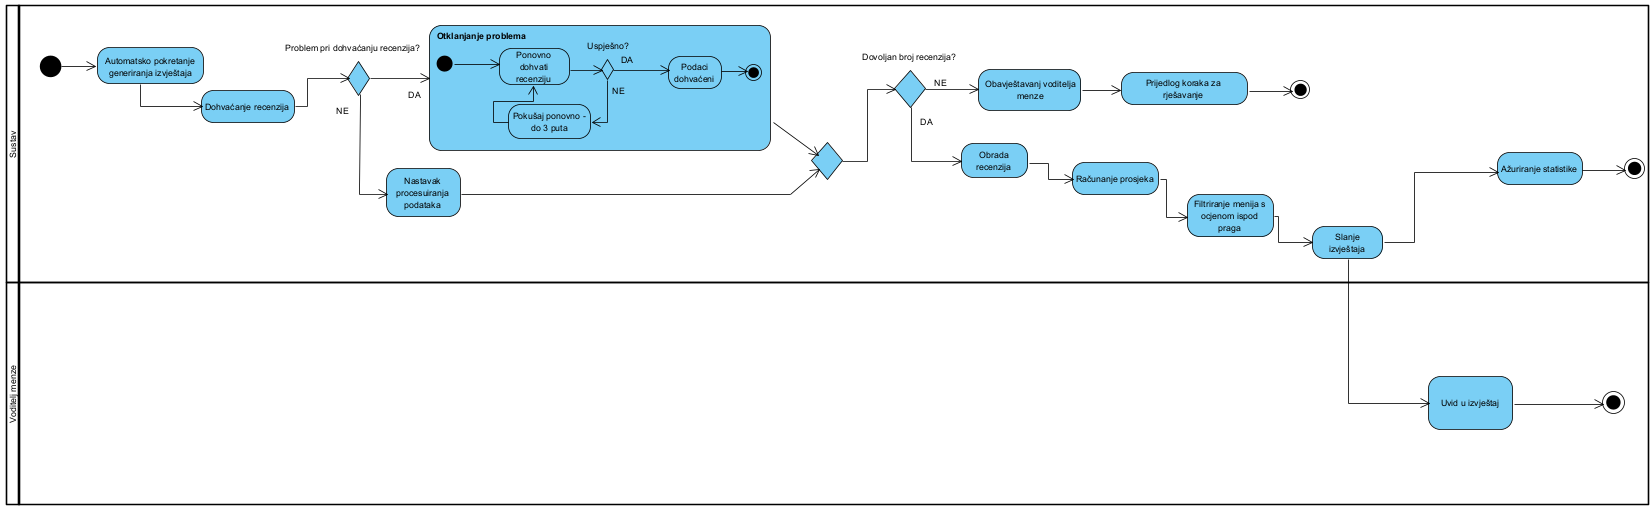 Sustav
Automatsko pokretanje
generiranja izvještaja
Dohvaćanje recenzija
Problem pri dohvaćanju recenzija?
DA
NE
Otklanjanje problema
Ponovno
dohvati
recenziju
Uspješno?
DA
NE
Podaci
dohvaćeni
Pokušaj ponovno -
do 3 puta
Nastavak
procesuiranja
podataka
Dovoljan broj recenzija?
NE
DA
Obavještavanj voditelja
menze
Prijedlog koraka za
rješavanje
Obrada
recenzija
Računanje prosjeka
Filtriranje menija s
ocjenom ispod
praga
Slanje
izvještaja
Ažuriranje statistike
Voditelj menze
Uvid u izvještaj